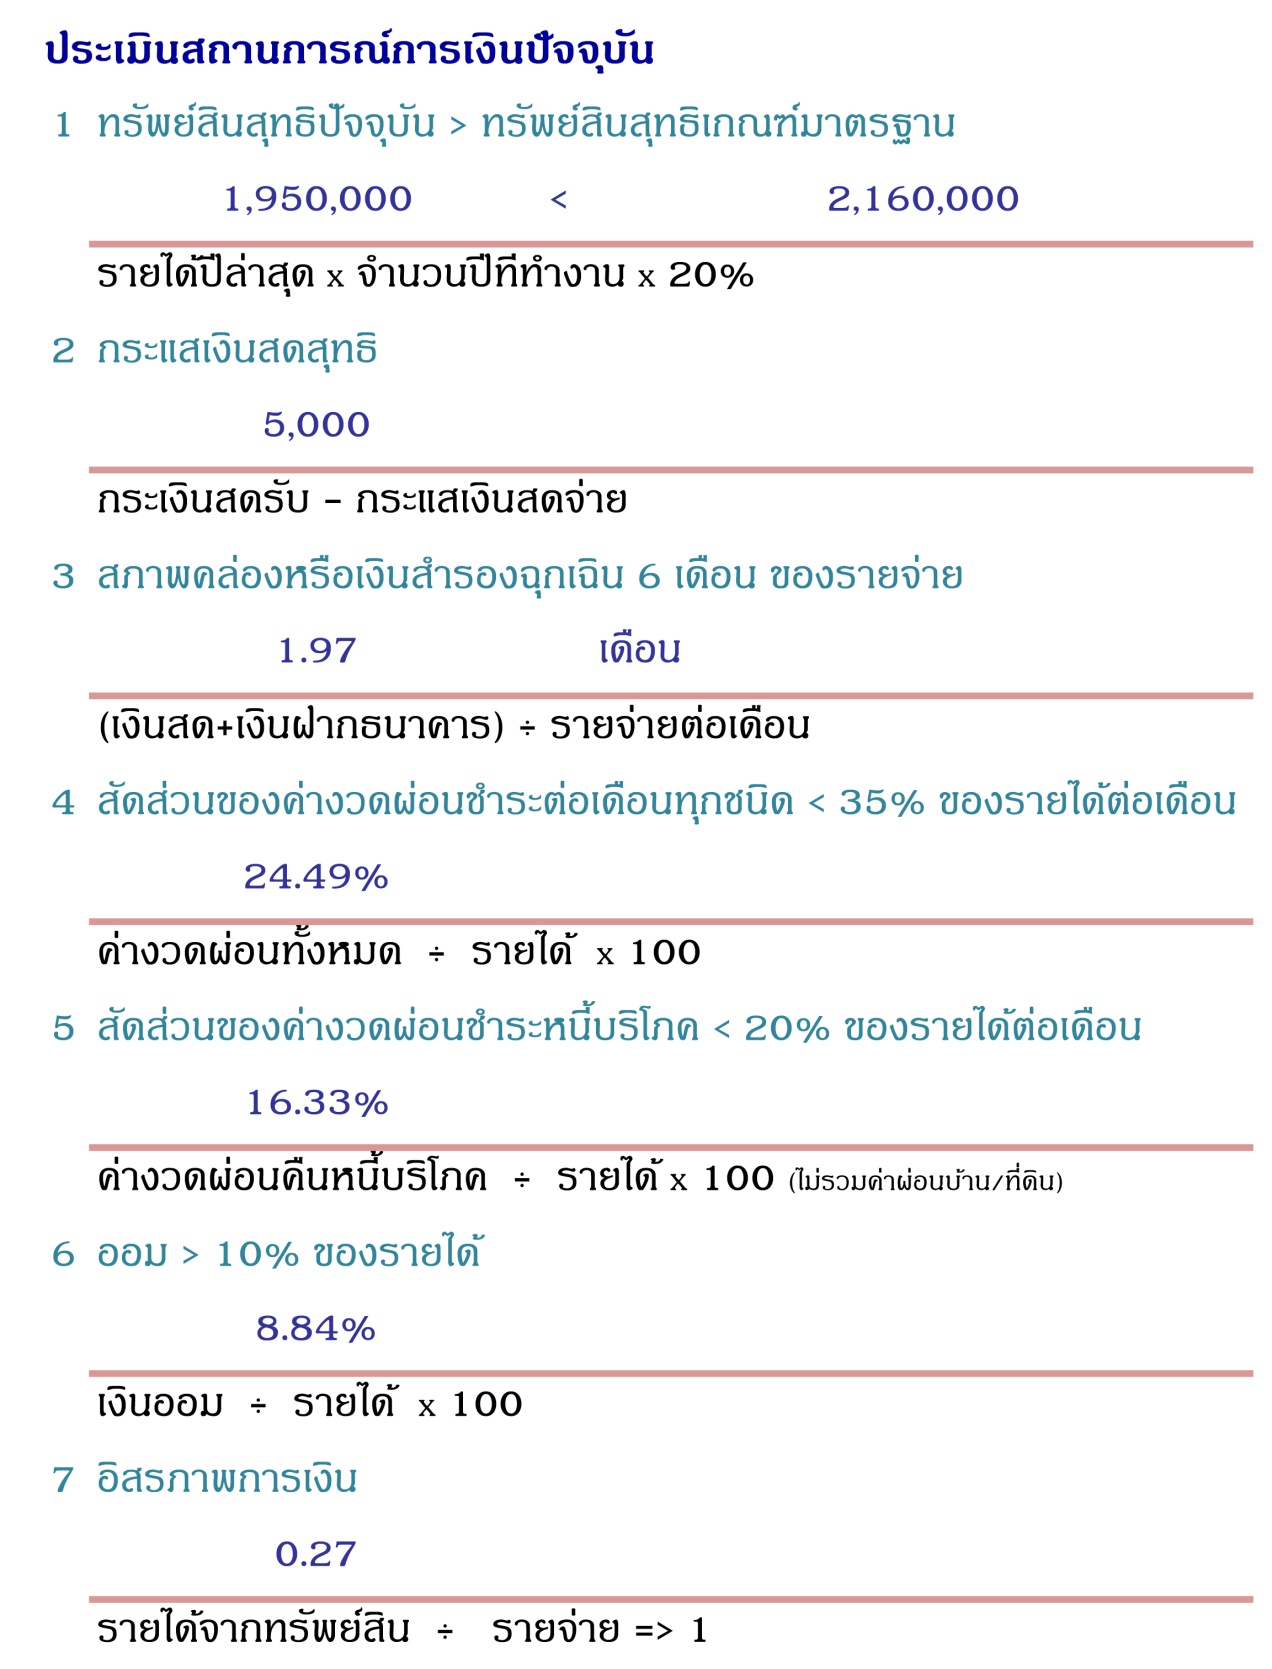 ประเมินสถานการณ์การเงินปัจจุบัน
1 ทรัพย์สินสุทธิปัจจุบัน > ทรัพย์สินสุทธิเกณฑ์มาตรฐาน
1,950,000 < 2,160,000
รายได้ปีล่าสุด x จำนวนปีที่ทำงาน x 20%
2 กระแสเงินสดสุทธิ
5,000
กระเงินสดรับ - กระแสเงินสดจ่าย
3 สภาพคล่องหรือเงินสำรองฉุกเฉิน 6 เดือน ของรายจ่าย
1.97 เดือน
(เงินสด+เงินฝากธนาคาร) ÷ รายจ่ายต่อเดือน
4 สัดส่วนของค่างวดผ่อนชำระต่อเดือนทุกชนิด < 35% ของรายได้ต่อเดือน
24.49%
ค่างวดผ่อนทั้งหมด ÷ รายได้ x 100
5 สัดส่วนของค่างวดผ่อนชำระหนี้บริโภค < 20% ของรายได้ต่อเดือน
16.33%
ค่างวดผ่อนคืนหนี้บริโภค ÷ รายได้ x 100 (ไม่รวมค่าผ่อนบ้าน/ที่ดิน)
6 ออม > 10% ของรายได้
8.84%
เงินออม ÷ รายได้ x 100
7 อิสรภาพการเงิน
0.27
รายได้จากทรัพย์สิน ÷ รายจ่าย => 1